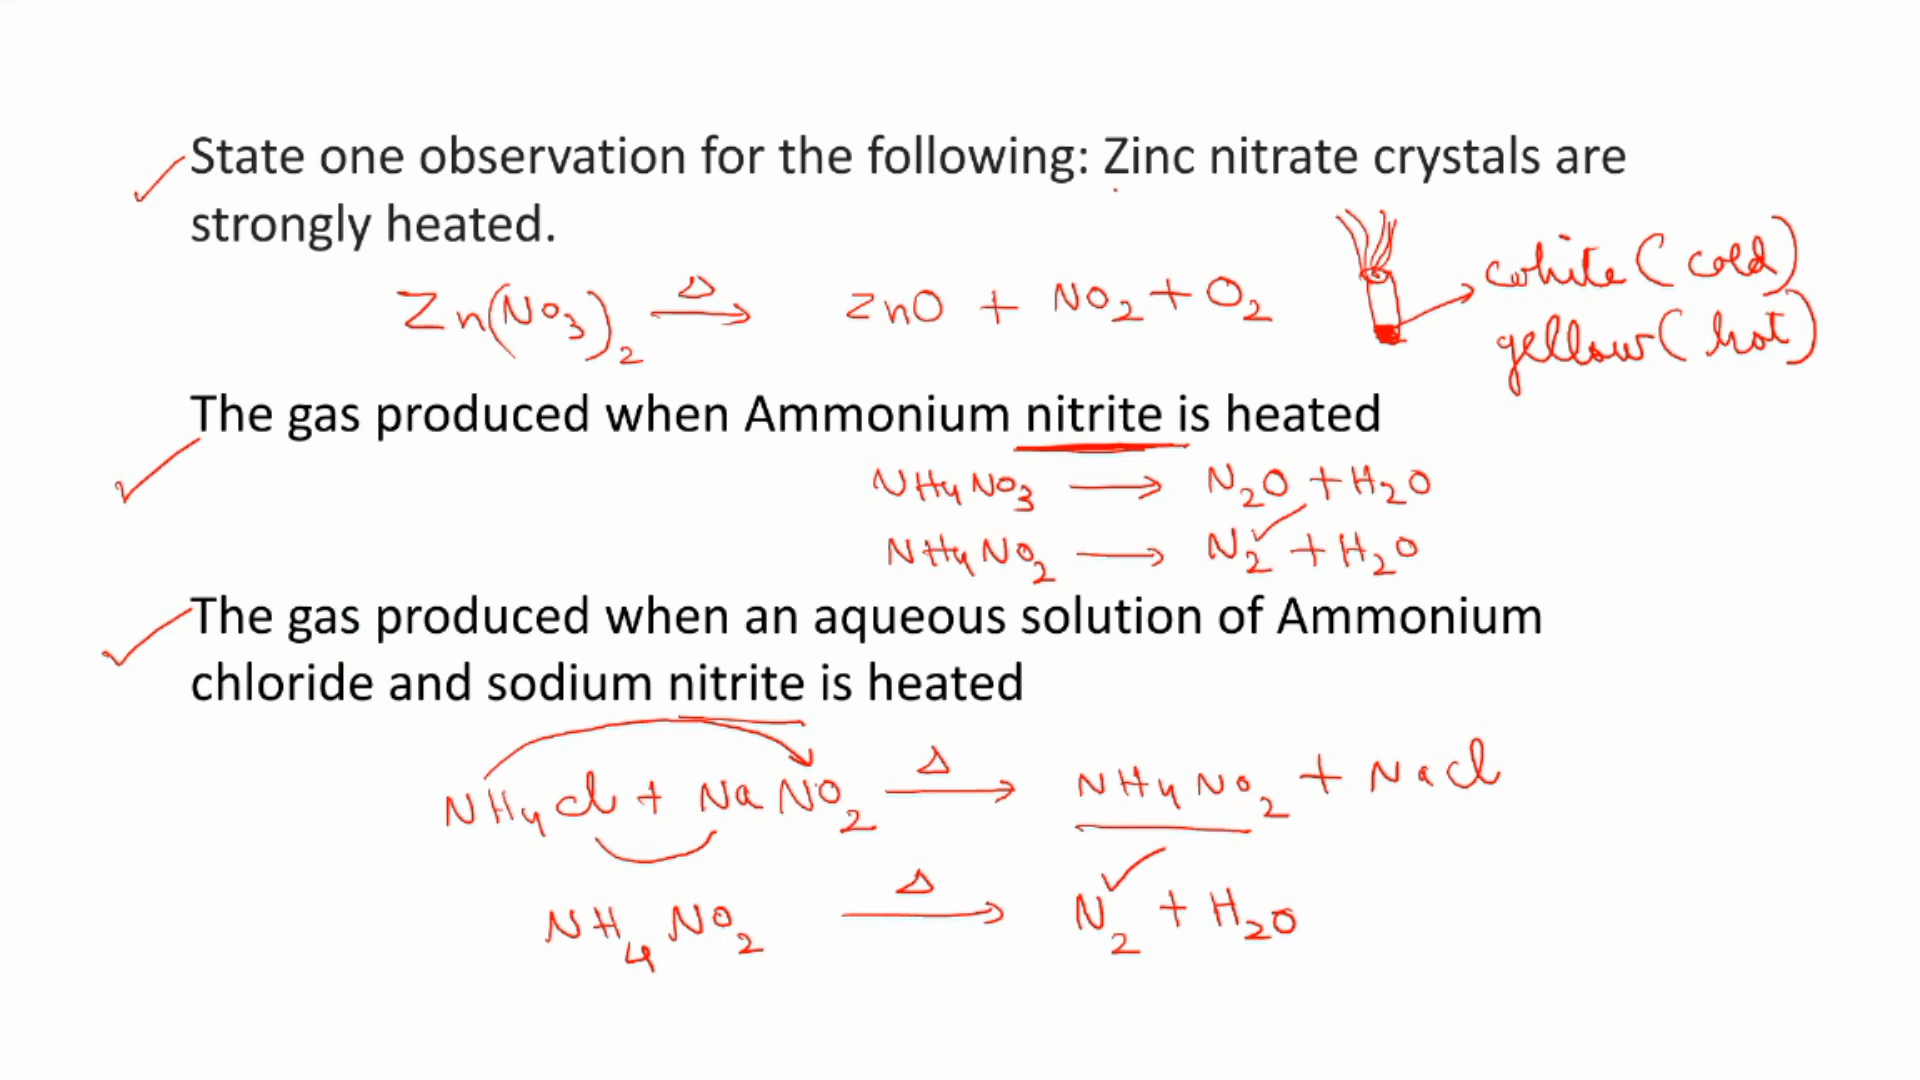 State one observation for the following: Zinc nitrate crystals are
strongly heated.
Zn(NO3)2 —Δ→ ZnO + NO2 + O2
white (cold)
yellow (hot)
The gas produced when Ammonium nitrite is heated
NH4NO3 → N2O + H2O
NH4NO2 → N2 + H2O
The gas produced when an aqueous solution of Ammonium
chloride and sodium nitrite is heated
NH4Cl + NaNO2 —Δ→ NH4NO2 + NaCl
NH4NO2 —Δ→ N2 + H2O